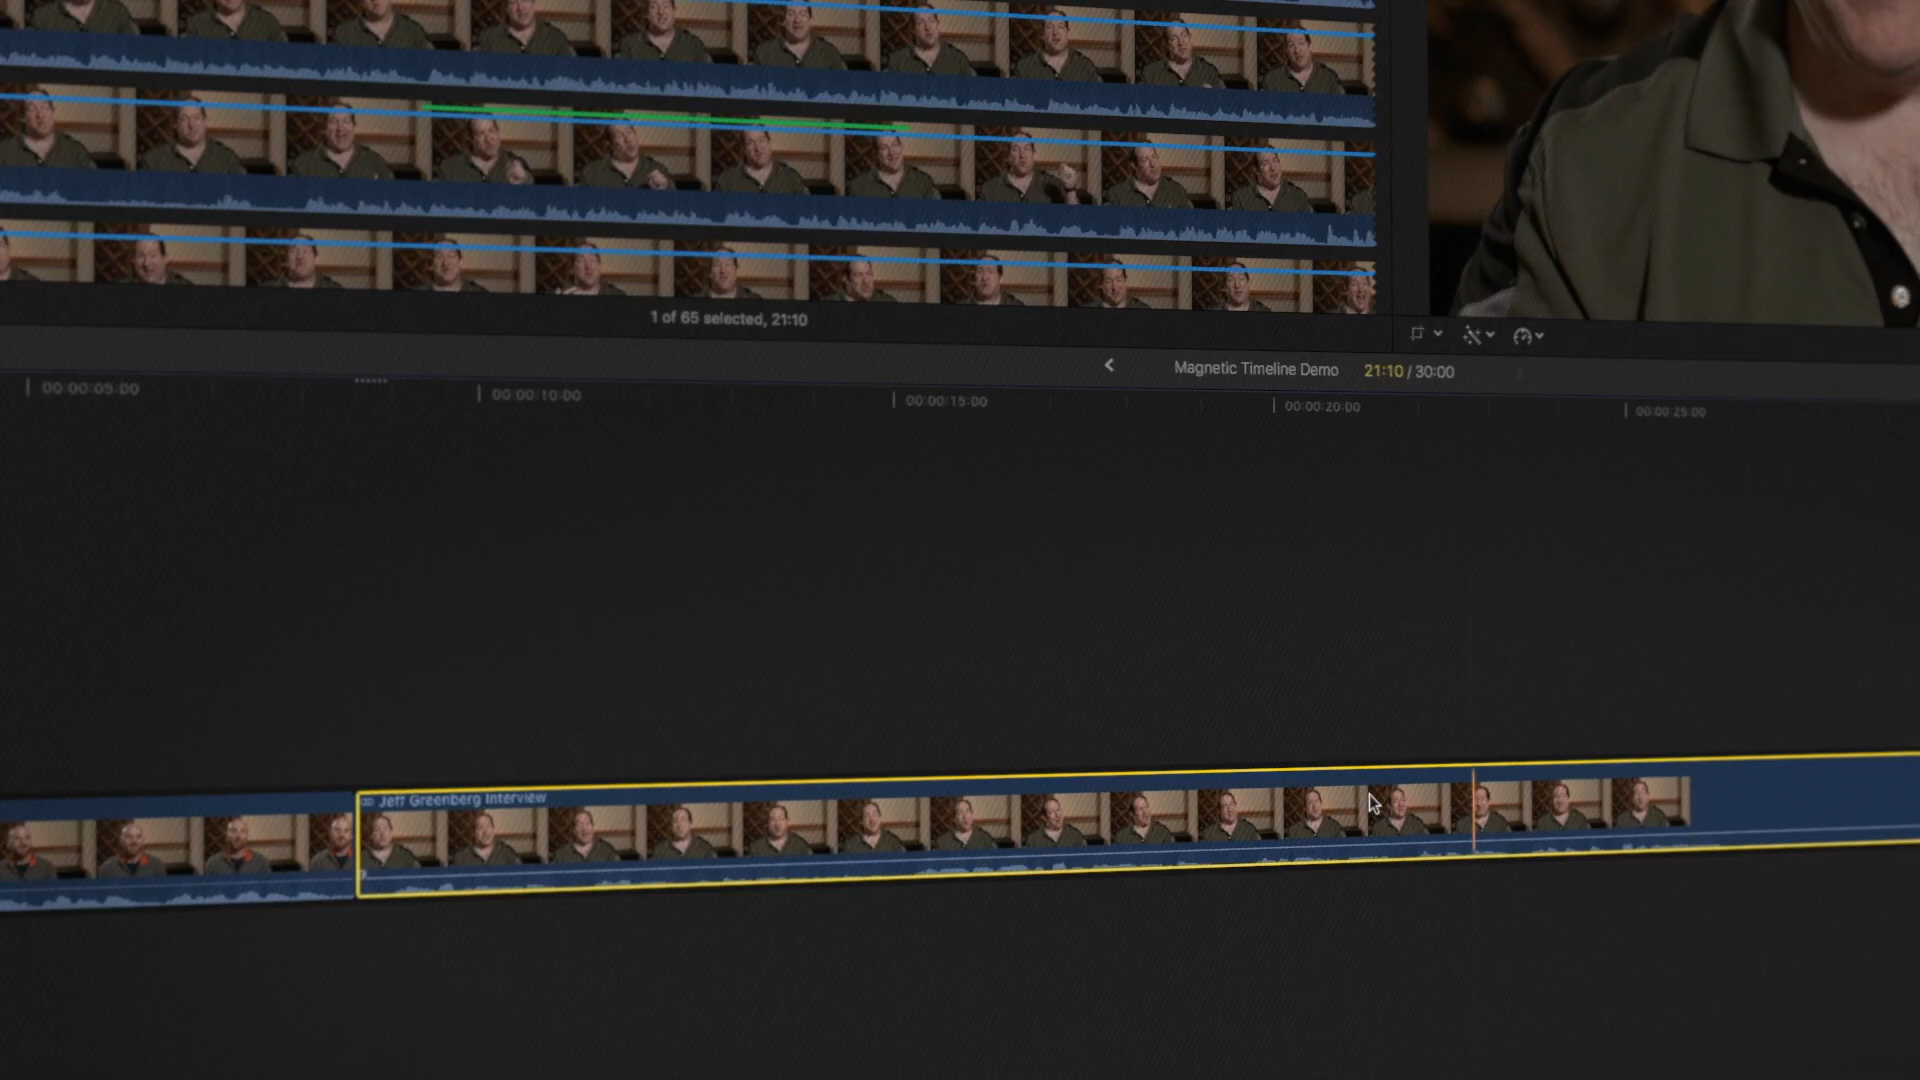 1 of 65 selected, 21:10
Magnetic Timeline Demo 21:10 / 30:00
00:00:05:00 00:00:10:00 00:00:15:00 00:00:20:00 00:00:25:00
Jeff Greenberg Interview